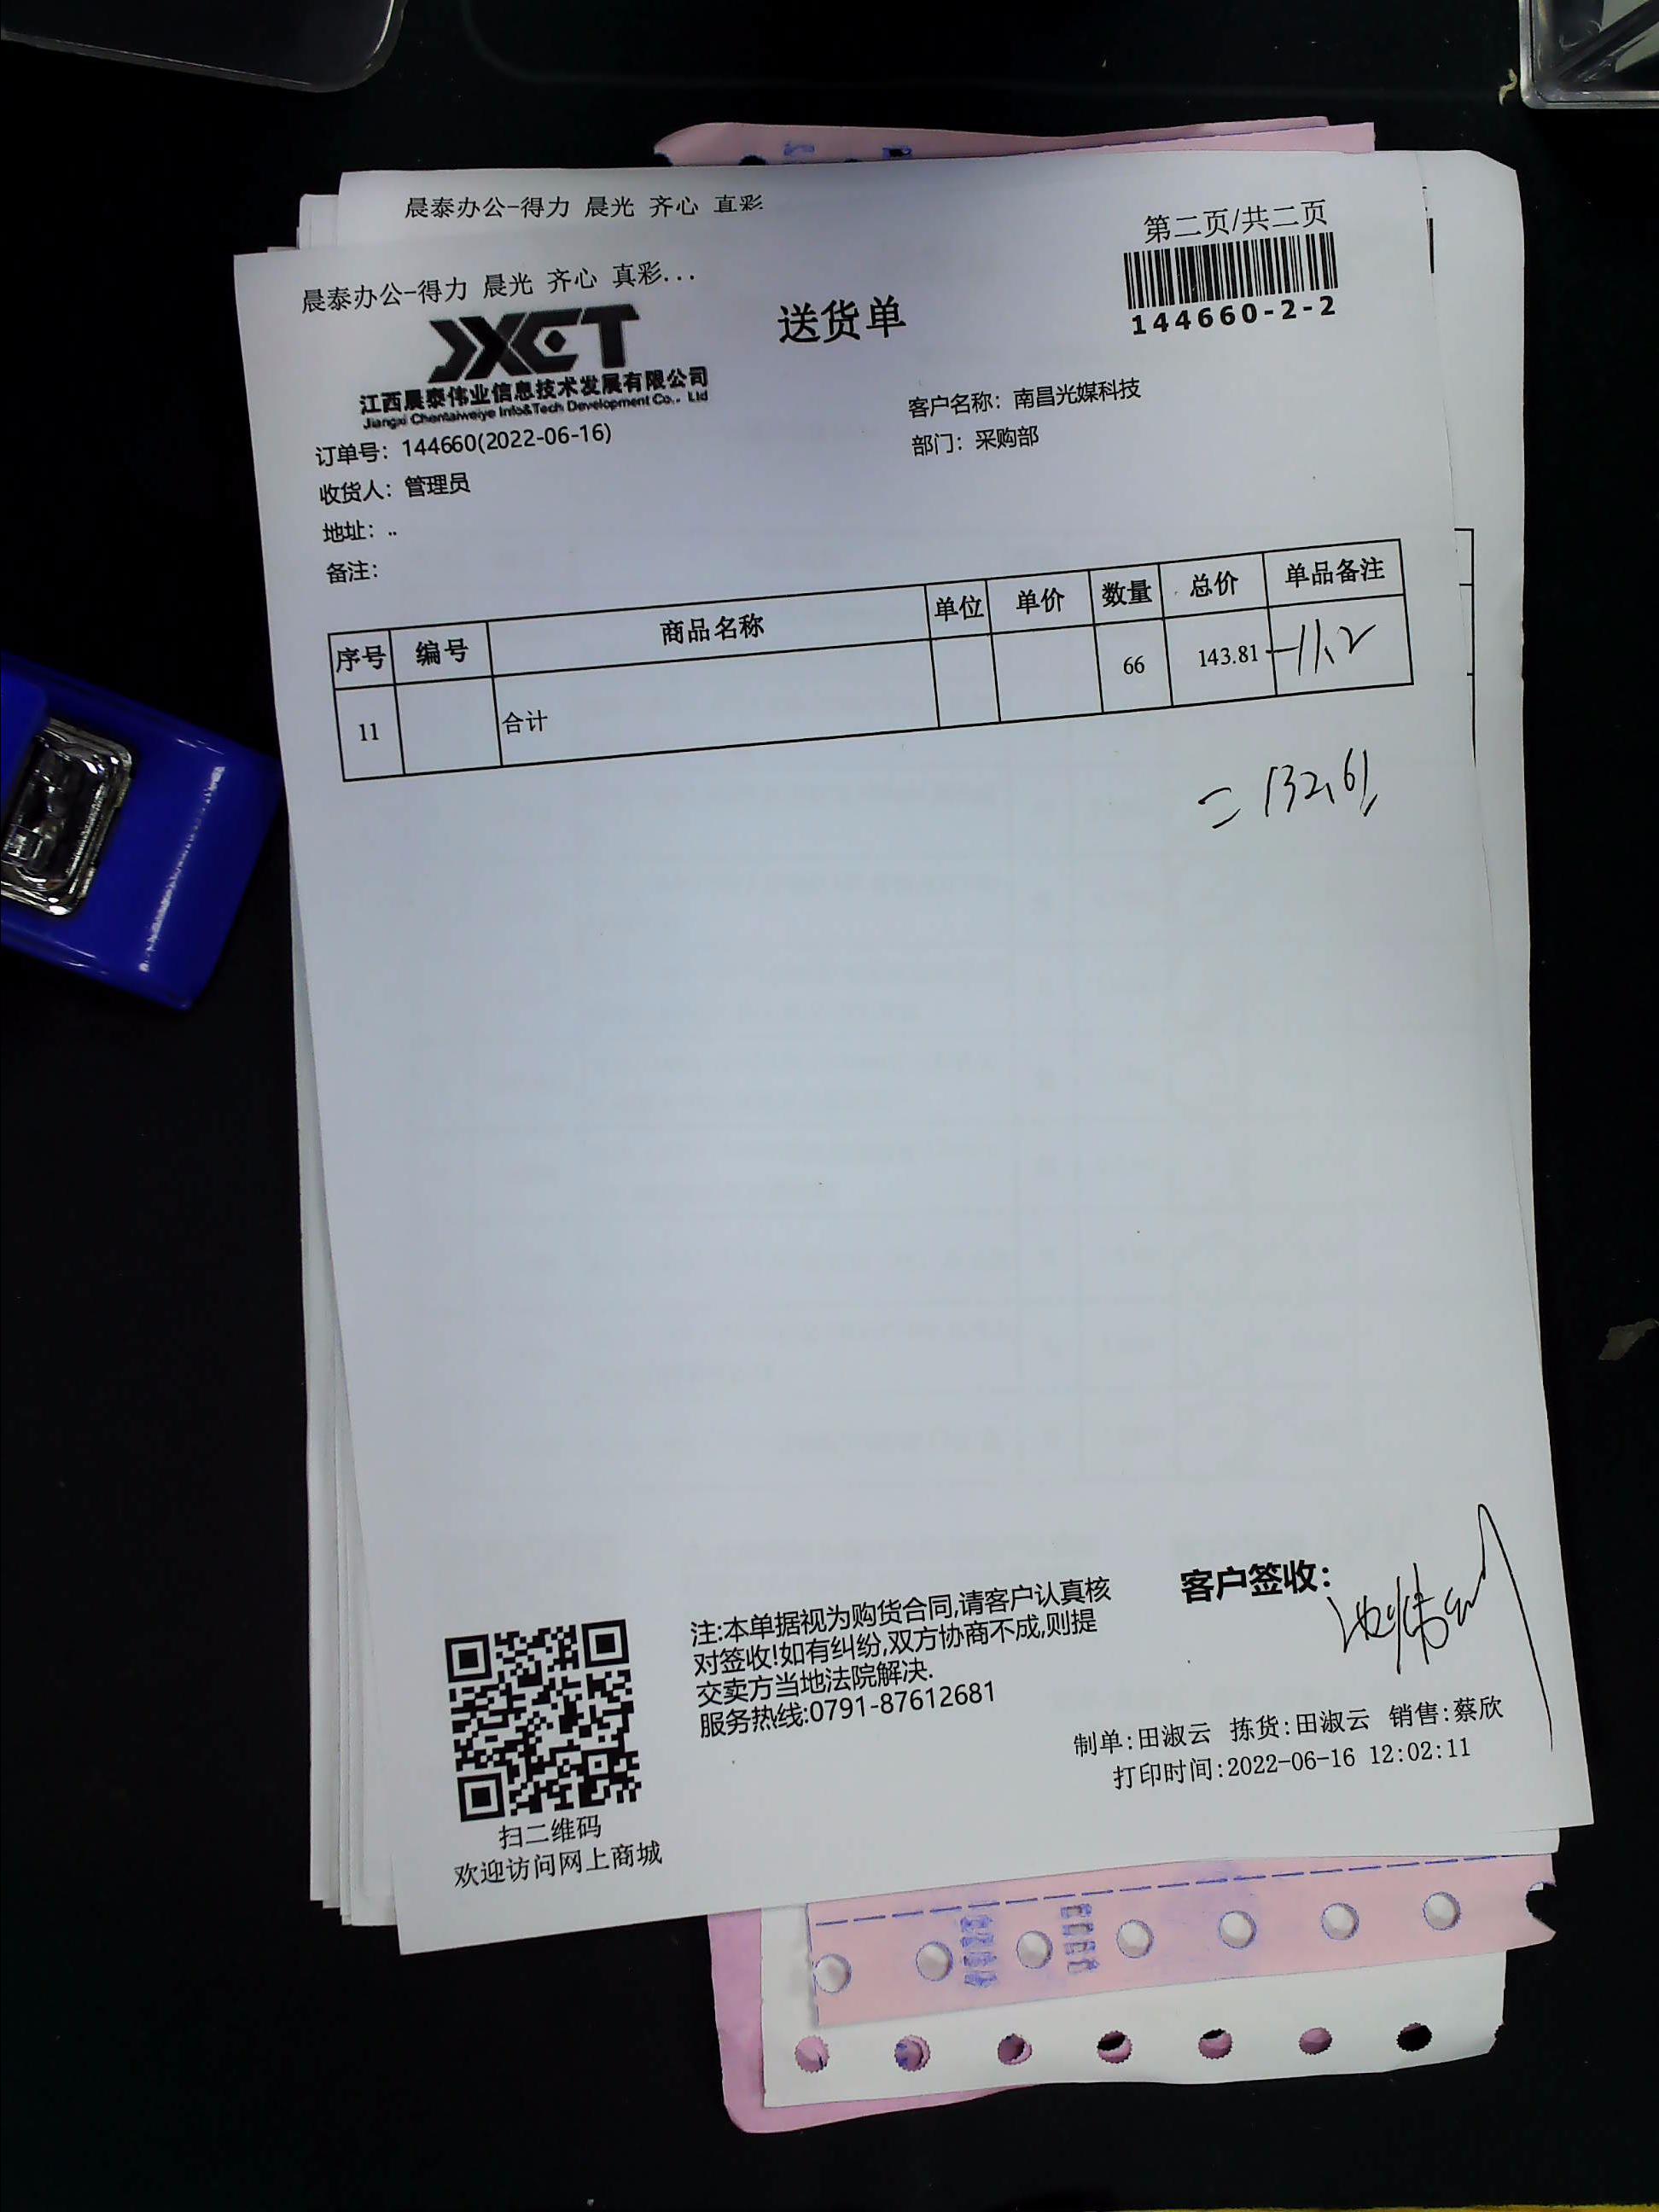 晨泰办公-得力 晨光 齐心 真彩
第二页/共二页
晨泰办公-得力 晨光 齐心 真彩...
144660-2-2
JXCT
送货单
江西晨泰伟业信息技术发展有限公司
Jiangxi Chentaiweiye Info&Tech Development Co., Ltd
客户名称：南昌光媒科技
订单号：144660(2022-06-16)
部门：采购部
收货人：管理员
地址：..
备注：
序号 编号 商品名称 单位 单价 数量 总价 单品备注
11 合计 66 143.81 -11.2
=132.61
注:本单据视为购货合同,请客户认真核
对签收!如有纠纷,双方协商不成,则提
交卖方当地法院解决.
服务热线:0791-87612681
客户签收：
制单:田淑云 拣货:田淑云 销售:蔡欣
打印时间:2022-06-16 12:02:11
扫二维码
欢迎访问网上商城